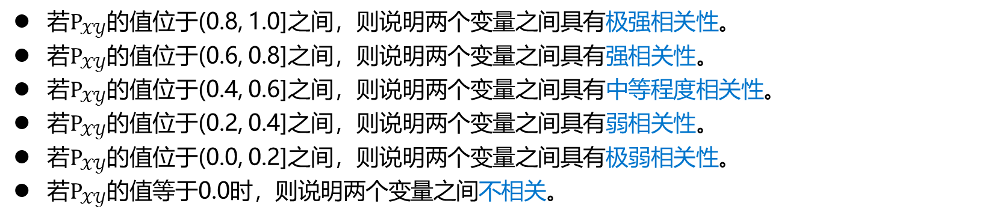 ● 若P𝒳𝒴的值位于(0.8, 1.0]之间，则说明两个变量之间具有极强相关性。
● 若P𝒳𝒴的值位于(0.6, 0.8]之间，则说明两个变量之间具有强相关性。
● 若P𝒳𝒴的值位于(0.4, 0.6]之间，则说明两个变量之间具有中等程度相关性。
● 若P𝒳𝒴的值位于(0.2, 0.4]之间，则说明两个变量之间具有弱相关性。
● 若P𝒳𝒴的值位于(0.0, 0.2]之间，则说明两个变量之间具有极弱相关性。
● 若P𝒳𝒴的值等于0.0时，则说明两个变量之间不相关。